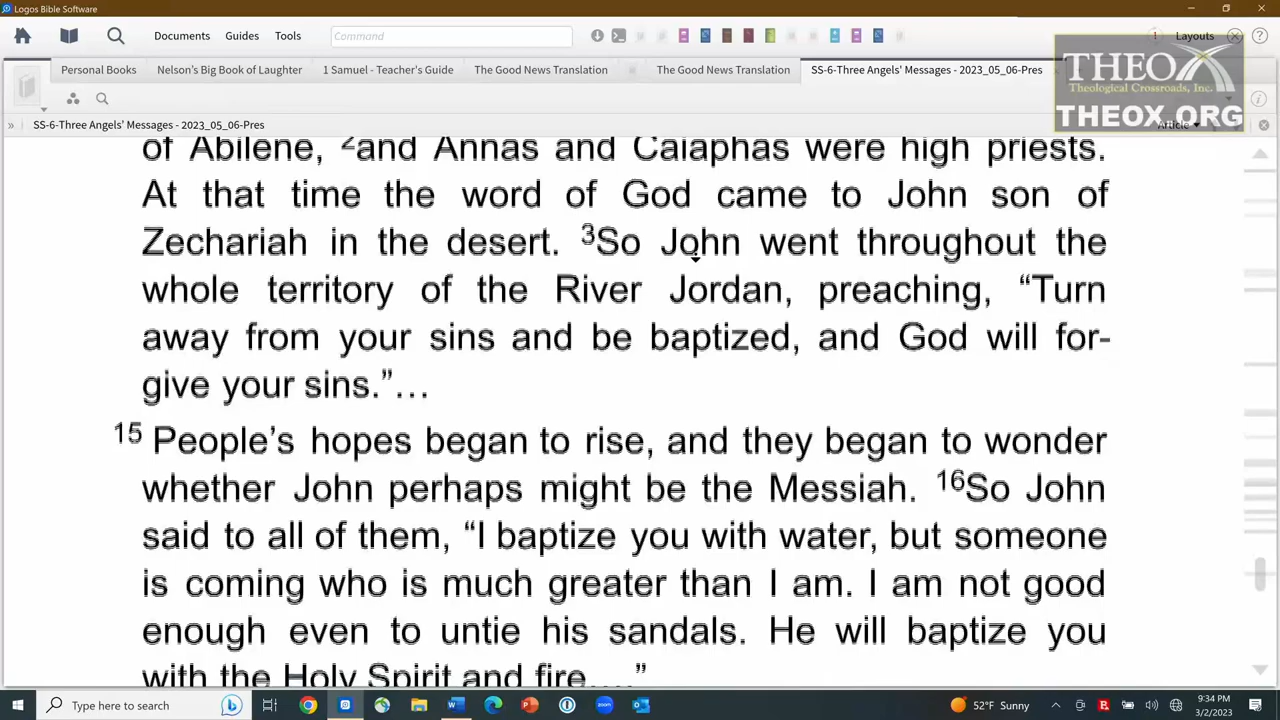 Logos Bible Software
Documents Guides Tools Command 1 Layouts
THEOX
Theological Crossroads, Inc.
THEOX.ORG
Personal Books Nelson's Big Book of Laughter 1 Samuel - Teacher's Guide The Good News Translation The Good News Translation SS-6-Three Angels' Messages - 2023_05_06-Pres
» SS-6-Three Angels' Messages - 2023_05_06-Pres Article
of Abilene, 2and Annas and Caiaphas were high priests.
At that time the word of God came to John son of
Zechariah in the desert. 3So John went throughout the
whole territory of the River Jordan, preaching, “Turn
away from your sins and be baptized, and God will for-
give your sins.”…
15 People’s hopes began to rise, and they began to wonder
whether John perhaps might be the Messiah. 16So John
said to all of them, “I baptize you with water, but someone
is coming who is much greater than I am. I am not good
enough even to untie his sandals. He will baptize you
with the Holy Spirit and fire.…”
Type here to search 52°F Sunny 9:34 PM
3/2/2023